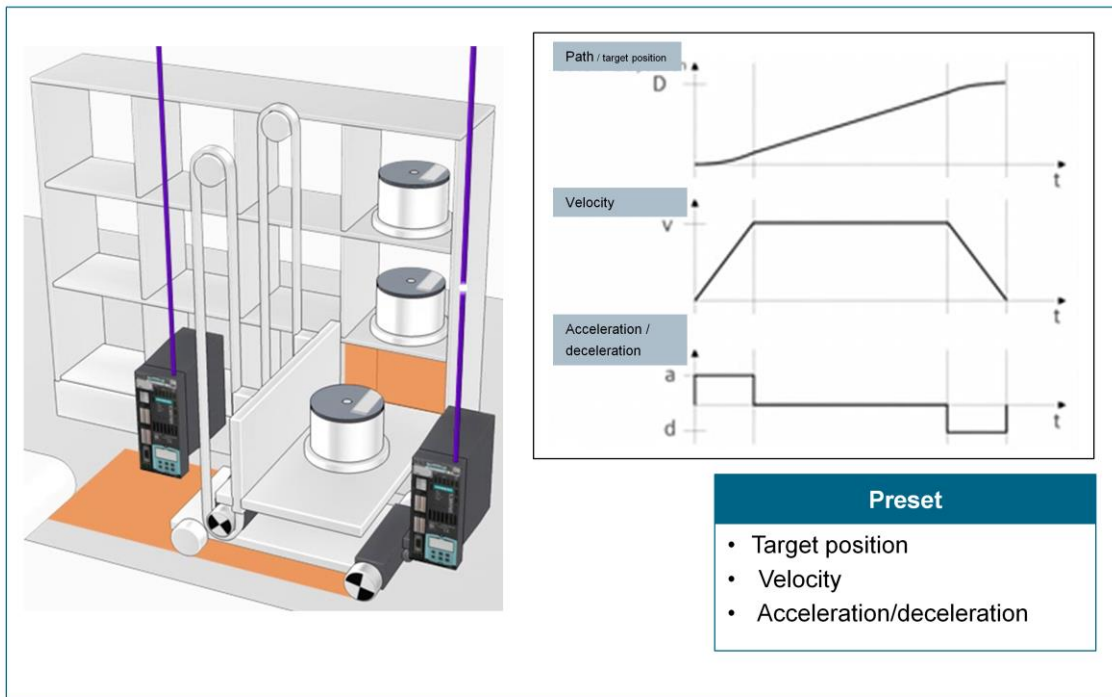 Path / target position
D
t
Velocity
v
t
Acceleration /
deceleration
a
d
t
Preset
• Target position
• Velocity
• Acceleration/deceleration